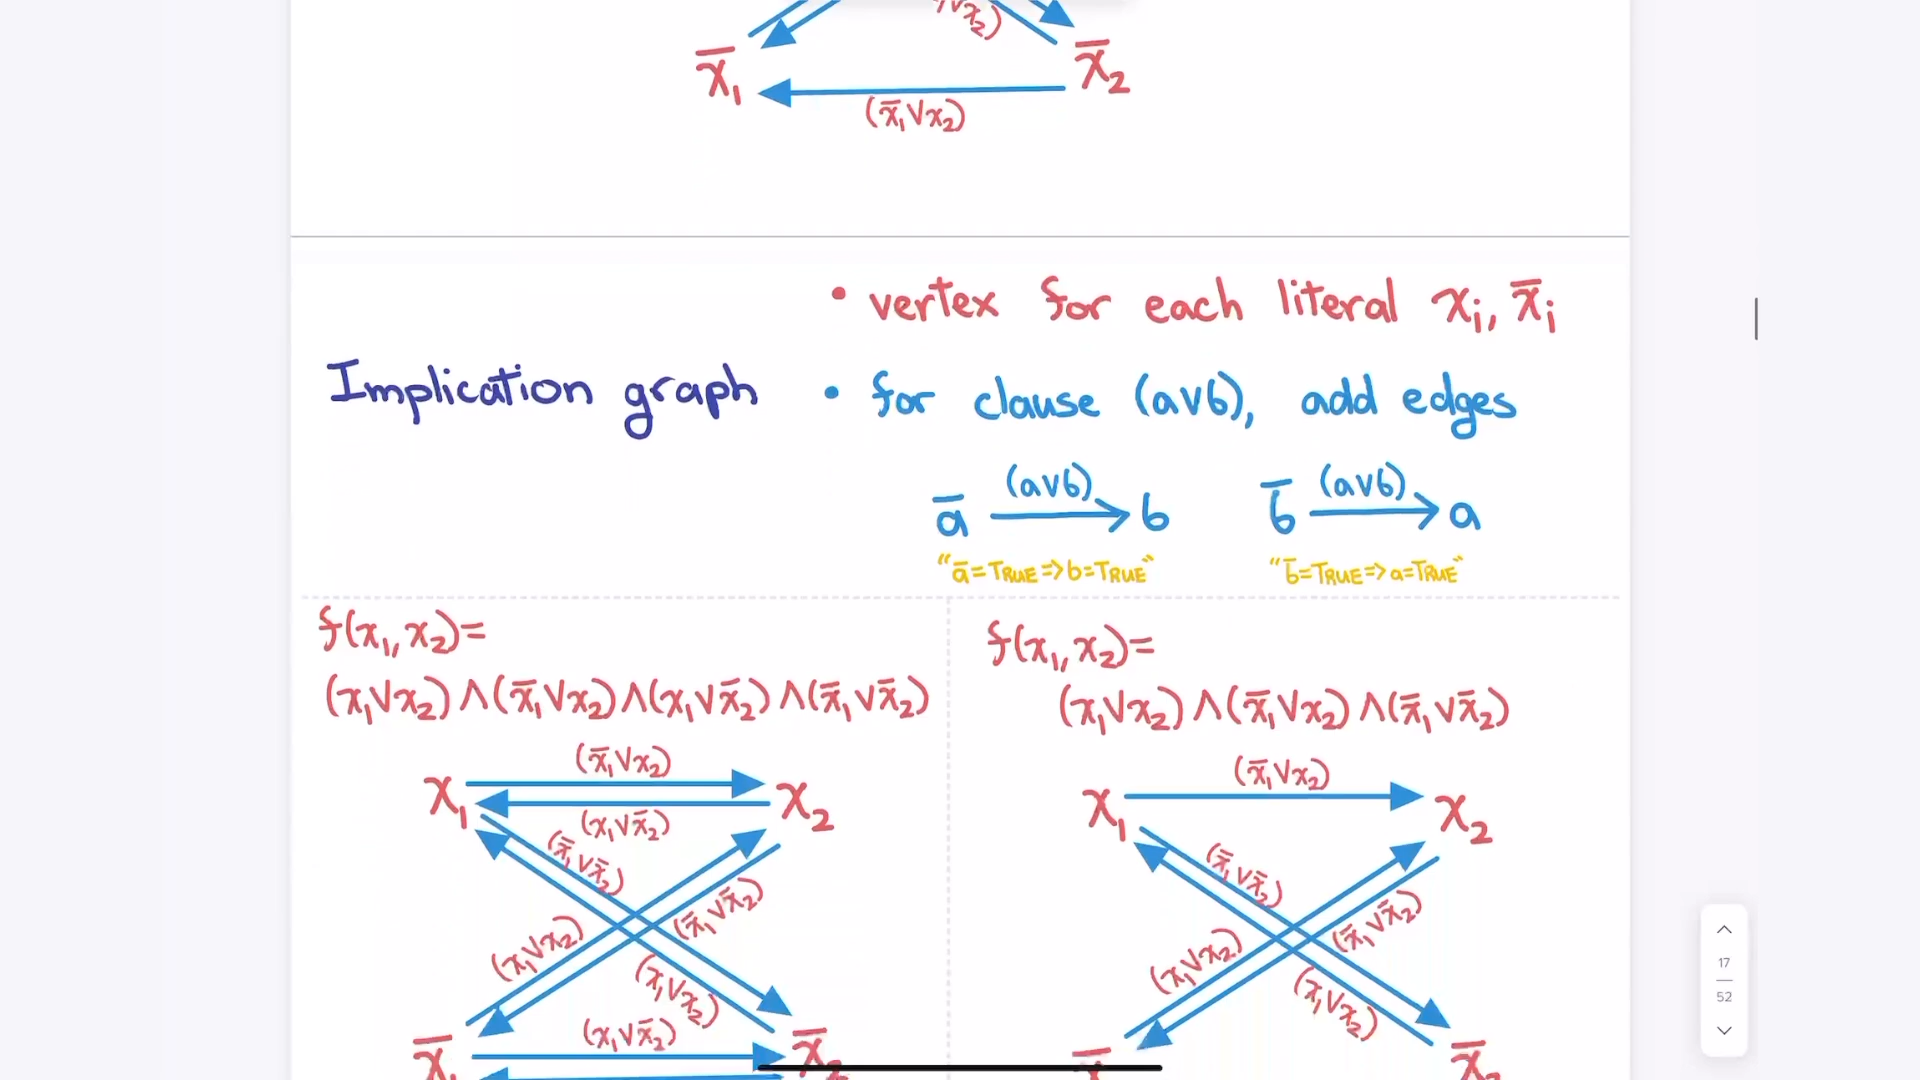 x̄₁
x̄₂
(x̄₁∨x₂)
• vertex for each literal xᵢ, x̄ᵢ
Implication graph
• for clause (a∨b), add edges
ā —(a∨b)→ b
b̄ —(a∨b)→ a
"ā=TRUE=>b=TRUE"
"b̄=TRUE=>a=TRUE"
f(x₁,x₂)=
(x₁∨x₂)∧(x̄₁∨x₂)∧(x₁∨x̄₂)∧(x̄₁∨x̄₂)
(x̄₁∨x₂)
x₁
x₂
(x₁∨x̄₂)
(x̄₁∨x̄₂)
(x̄₁∨x̄₂)
(x₁∨x₂)
(x₁∨x₂)
(x₁∨x̄₂)
x̄₁
x̄₂
f(x₁,x₂)=
(x₁∨x₂)∧(x̄₁∨x₂)∧(x̄₁∨x̄₂)
(x̄₁∨x₂)
x₁
x₂
(x̄₁∨x̄₂)
(x̄₁∨x̄₂)
(x₁∨x₂)
(x₁∨x₂)
x̄₂
17
52